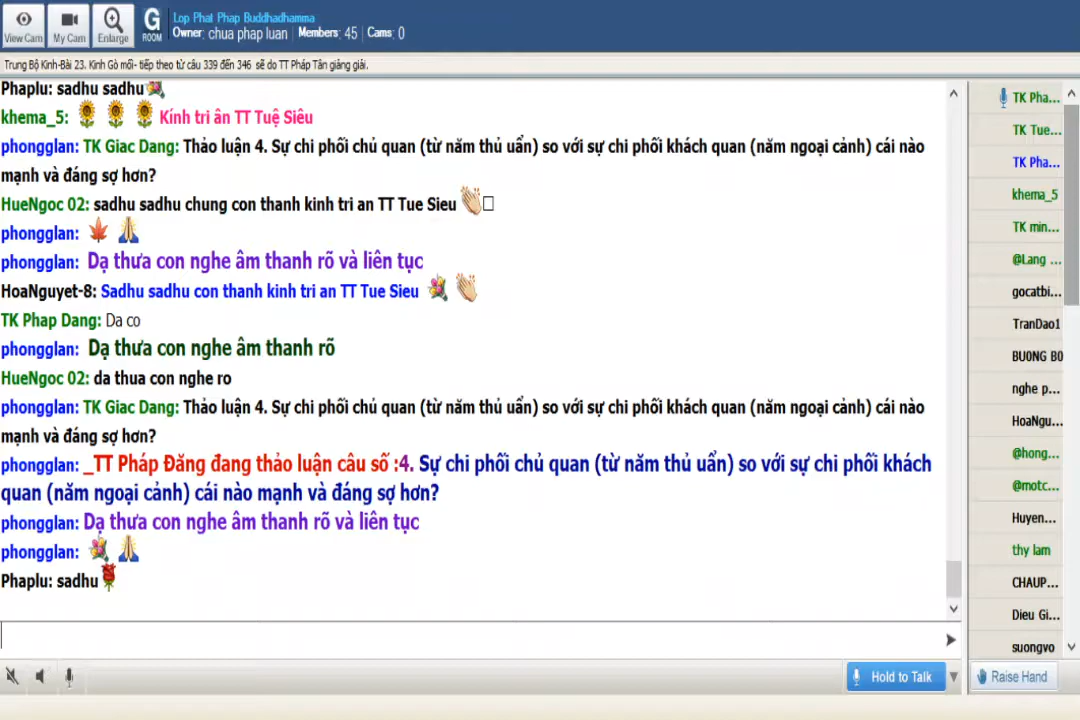 View Cam
My Cam
Enlarge
G ROOM
Lop Phat Phap Buddhadhamma
Owner: chua phap luan | Members: 45 | Cams: 0
Trung Bộ Kinh-Bài 23. Kinh Gò mối- tiếp theo từ câu 339 đến 346 sẽ do TT Pháp Tân giảng giải.
Phaplu: sadhu sadhu
khema_5: Kính tri ân TT Tuệ Siêu
phongglan: TK Giac Dang: Thảo luận 4. Sự chi phối chủ quan (từ năm thủ uẩn) so với sự chi phối khách quan (năm ngoại cảnh) cái nào
mạnh và đáng sợ hơn?
HueNgoc 02: sadhu sadhu chung con thanh kinh tri an TT Tue Sieu
phongglan:
phongglan: Dạ thưa con nghe âm thanh rõ và liên tục
HoaNguyet-8: Sadhu sadhu con thanh kinh tri an TT Tue Sieu
TK Phap Dang: Da co
phongglan: Dạ thưa con nghe âm thanh rõ
HueNgoc 02: da thua con nghe ro
phongglan: TK Giac Dang: Thảo luận 4. Sự chi phối chủ quan (từ năm thủ uẩn) so với sự chi phối khách quan (năm ngoại cảnh) cái nào
mạnh và đáng sợ hơn?
phongglan: _TT Pháp Đăng đang thảo luận câu số :4. Sự chi phối chủ quan (từ năm thủ uẩn) so với sự chi phối khách
quan (năm ngoại cảnh) cái nào mạnh và đáng sợ hơn?
phongglan: Dạ thưa con nghe âm thanh rõ và liên tục
phongglan:
Phaplu: sadhu
TK Pha...
TK Tue...
TK Pha...
khema_5
TK min...
@Lang ...
gocatbi...
TranDao1
BUONG BO
nghe p...
HoaNgu...
@hong...
@motc...
Huyen...
thy lam
CHAUP...
Dieu Gi...
suongvo
Hold to Talk
Raise Hand